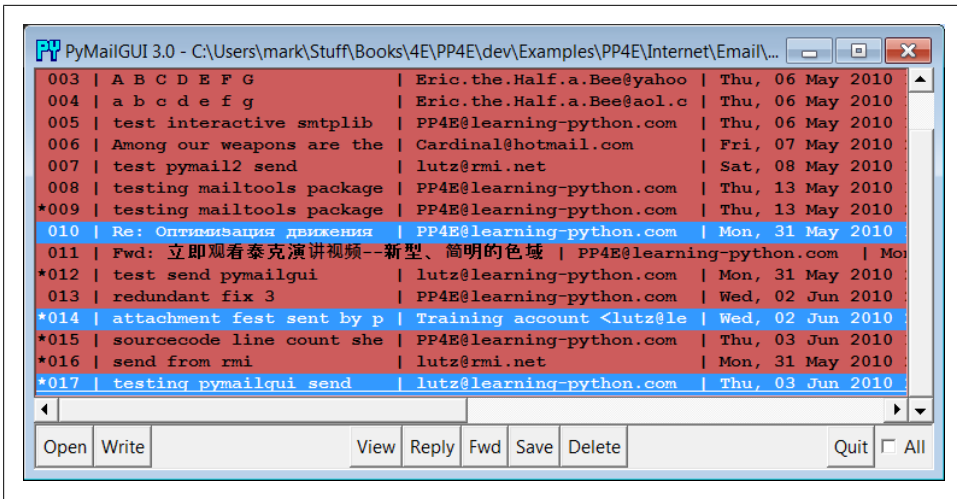 PyMailGUI 3.0 - C:\Users\mark\Stuff\Books\4E\PP4E\dev\Examples\PP4E\Internet\Email\...
003 | A B C D E F G | Eric.the.Half.a.Bee@yahoo | Thu, 06 May 2010
004 | a b c d e f g | Eric.the.Half.a.Bee@aol.c | Thu, 06 May 2010
005 | test interactive smtplib | PP4E@learning-python.com | Thu, 06 May 2010
006 | Among our weapons are the | Cardinal@hotmail.com | Fri, 07 May 2010
007 | test pymail2 send | lutz@rmi.net | Sat, 08 May 2010
008 | testing mailtools package | PP4E@learning-python.com | Thu, 13 May 2010
*009 | testing mailtools package | PP4E@learning-python.com | Thu, 13 May 2010
010 | Re: Оптимизация движения | PP4E@learning-python.com | Mon, 31 May 2010
011 | Fwd: 立即观看泰克演讲视频--新型、简明的色域 | PP4E@learning-python.com | Mo
*012 | test send pymailgui | lutz@learning-python.com | Mon, 31 May 2010
013 | redundant fix 3 | PP4E@learning-python.com | Wed, 02 Jun 2010
*014 | attachment fest sent by p | Training account <lutz@le | Wed, 02 Jun 2010
*015 | sourcecode line count she | PP4E@learning-python.com | Thu, 03 Jun 2010
*016 | send from rmi | lutz@rmi.net | Mon, 31 May 2010
*017 | testing pymailgui send | lutz@learning-python.com | Thu, 03 Jun 2010
Open Write View Reply Fwd Save Delete Quit All